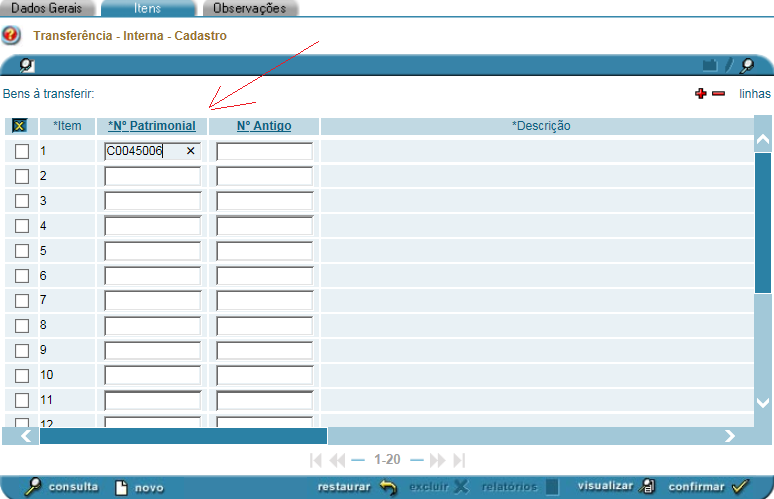 Dados Gerais Itens Observações
Transferência - Interna - Cadastro
Bens à transferir: linhas
*Item *Nº Patrimonial Nº Antigo *Descrição
1 C0045006
2
3
4
5
6
7
8
9
10
11
12
1-20
consulta novo restaurar excluir relatórios visualizar confirmar